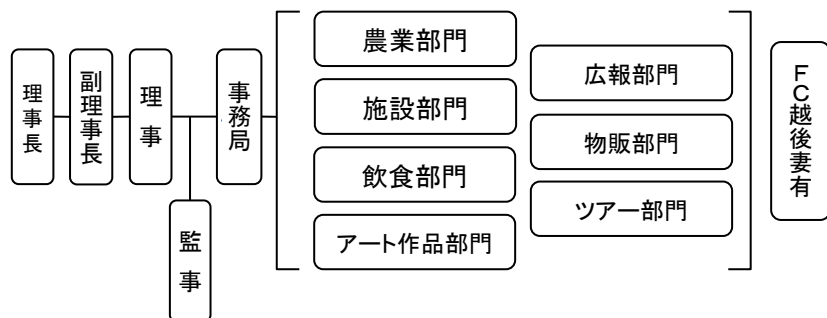 理事長
副理事長
理事
監事
事務局
農業部門
施設部門
飲食部門
アート作品部門
広報部門
物販部門
ツアー部門
FC越後妻有